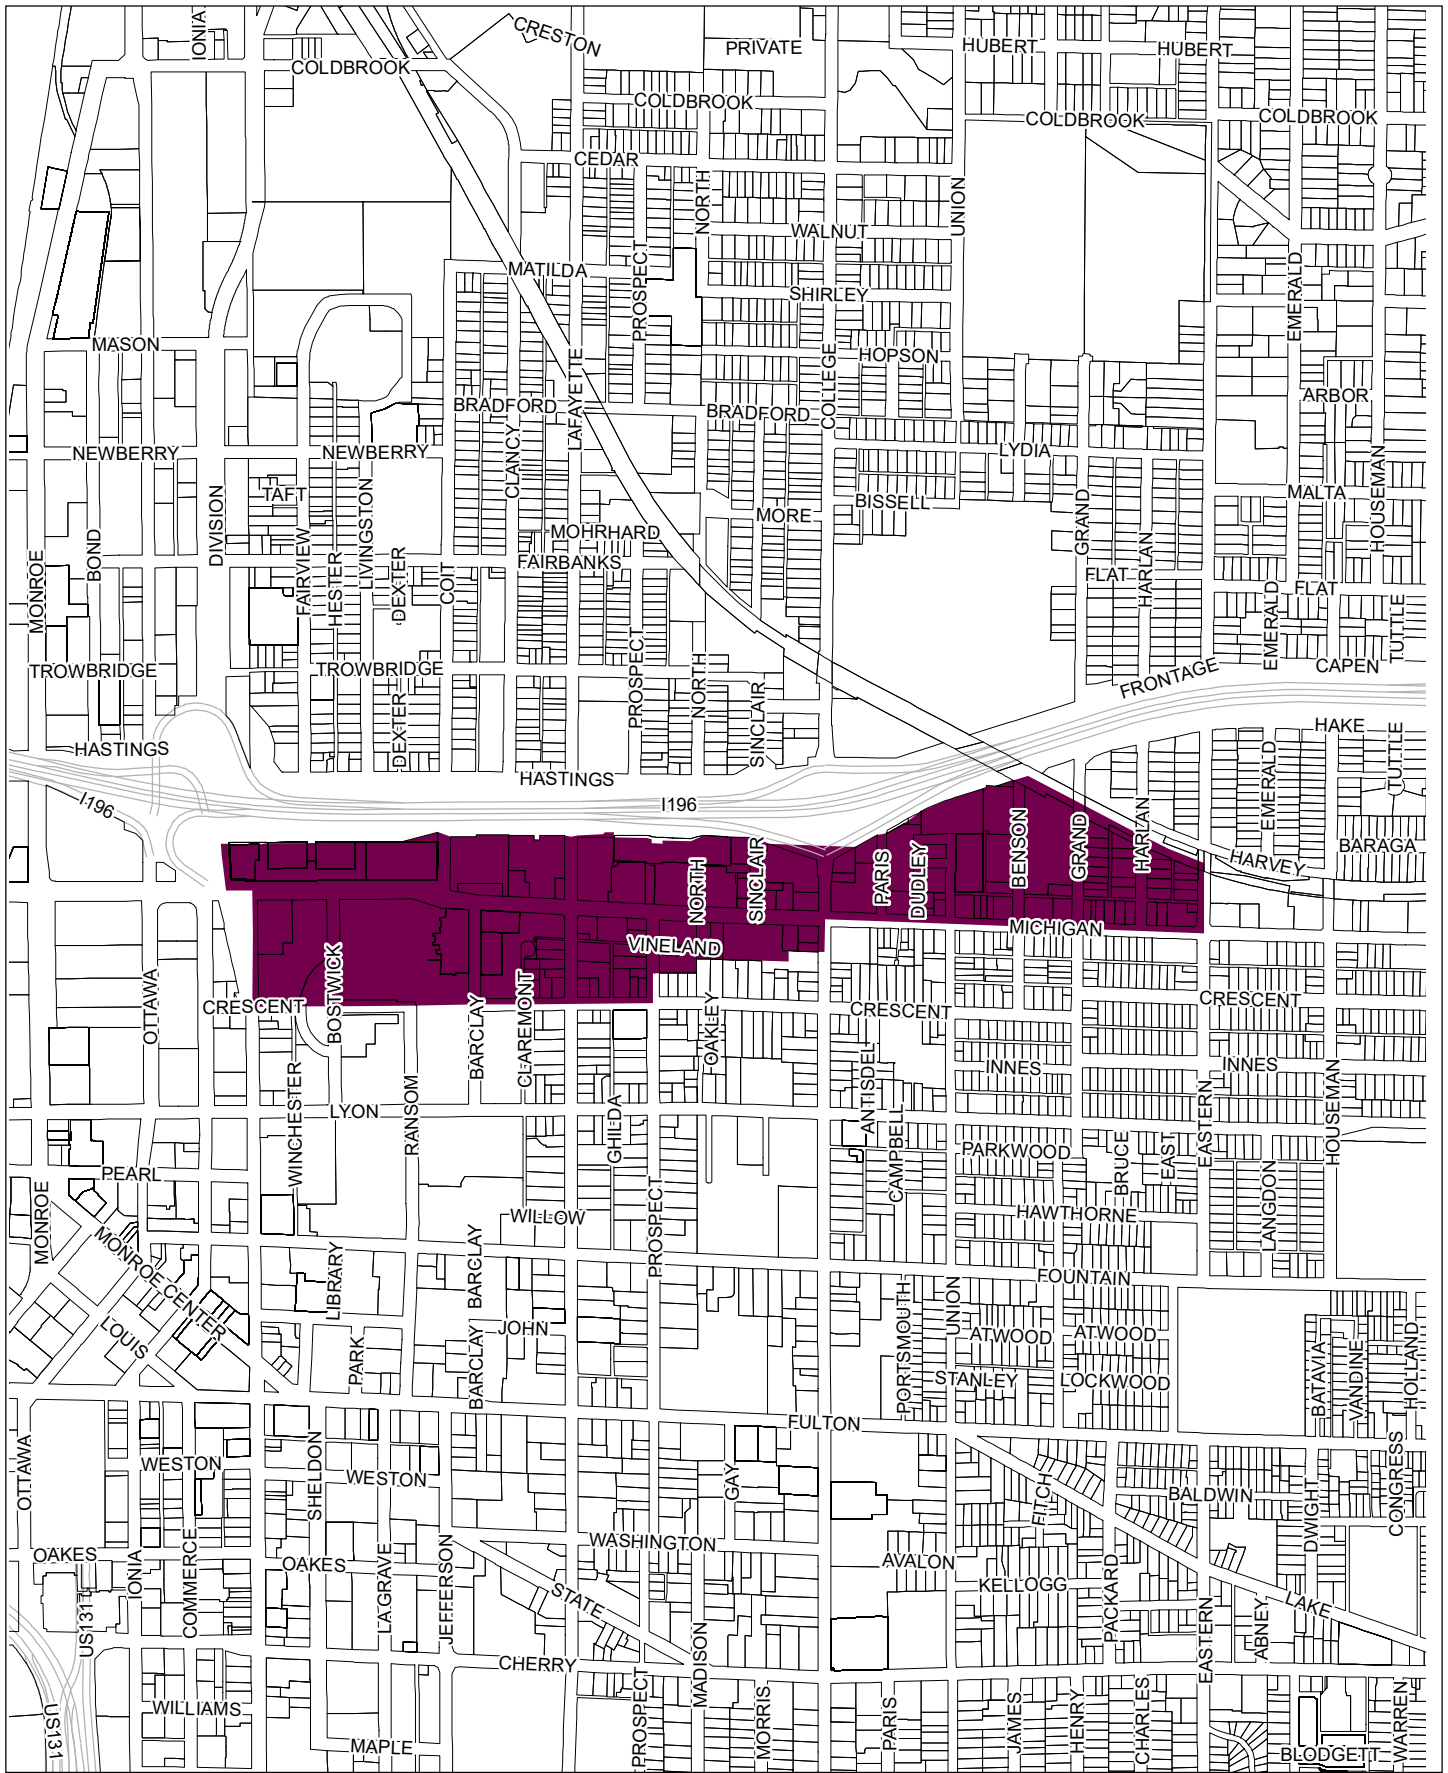 IONIA
CRESTON
PRIVATE
HUBERT
HUBERT
COLDBROOK
COLDBROOK
COLDBROOK
COLDBROOK
CEDAR
NORTH
UNION
WALNUT
PROSPECT
MATILDA
SHIRLEY
EMERALD
MASON
LAFAYETTE
COLLEGE
HOPSON
ARBOR
BRADFORD
BRADFORD
NEWBERRY
NEWBERRY
CLANCY
LYDIA
HOUSEMAN
TAFT
MALTA
DIVISION
LIVINGSTON
MORE
BISSELL
GRAND
MOHRHARD
BOND
FAIRVIEW
FAIRBANKS
HARLAN
MONROE
HESTER
DEXTER
COIT
FLAT
FLAT
EMERALD
TUTTLE
TROWBRIDGE
TROWBRIDGE
PROSPECT
NORTH
CAPEN
FRONTAGE
DEXTER
SINCLAIR
HAKE
HASTINGS
HASTINGS
EMERALD
TUTTLE
I196
I196
BENSON
GRAND
HARLAN
BARAGA
HARVEY
NORTH
SINCLAIR
PARIS
DUDLEY
MICHIGAN
VINELAND
BOSTWICK
OTTAWA
CRESCENT
CRESCENT
CRESCENT
BARCLAY
CLAREMONT
OAKLEY
ANTISDEL
INNES
INNES
WINCHESTER
LYON
RANSOM
GHILDA
EASTERN
HOUSEMAN
PEARL
CAMPBELL
PARKWOOD
BRUCE
EAST
MONROE
WILLOW
PROSPECT
HAWTHORNE
LANGDON
MONROE CENTER
LIBRARY
BARCLAY
FOUNTAIN
LOUIS
JOHN
PORTSMOUTH
UNION
ATWOOD
ATWOOD
PARK
BARCLAY
STANLEY
LOCKWOOD
BATAVIA
VANDINE
HOLLAND
FULTON
OTTAWA
WESTON
SHELDON
WESTON
GAY
FITCH
BALDWIN
DWIGHT
CONGRESS
OAKES
IONIA
COMMERCE
OAKES
LAGRAVE
JEFFERSON
WASHINGTON
AVALON
KELLOGG
PACKARD
STATE
LAKE
US131
EASTERN
ABNEY
CHERRY
MADISON
US131
WILLIAMS
MAPLE
PROSPECT
MORRIS
PARIS
JAMES
HENRY
CHARLES
BLODGETT
WARREN